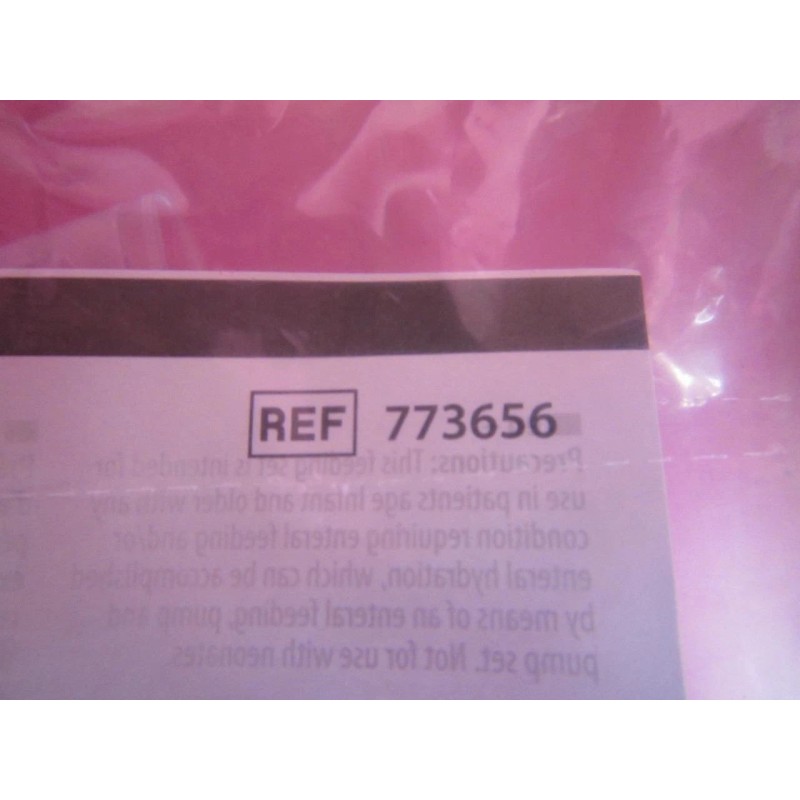 REF 773656
Precautions: This feeding set is intended for
use in patients age Infant and older with any
condition requiring enteral feeding and/or
enteral hydration, which can be accomplished
by means of an enteral feeding, pump and
pump set. Not for use with neonates.